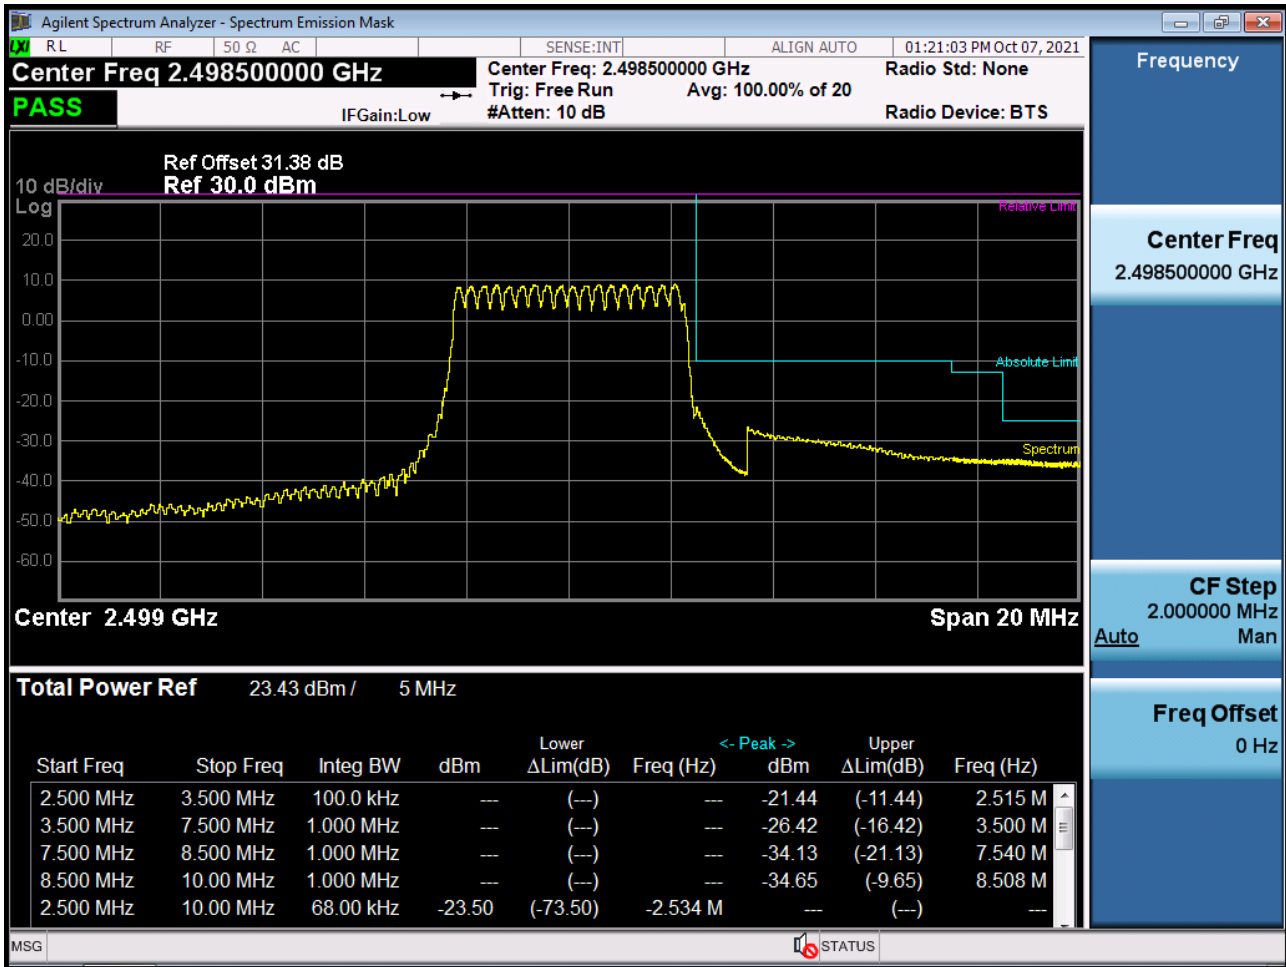 Agilent Spectrum Analyzer - Spectrum Emission Mask
LXI RL RF 50 Ω AC SENSE:INT ALIGN AUTO 01:21:03 PM Oct 07, 2021
Center Freq 2.498500000 GHz
Center Freq: 2.498500000 GHz
Radio Std: None
Trig: Free Run
Avg: 100.00% of 20
PASS
IFGain:Low
#Atten: 10 dB
Radio Device: BTS
Ref Offset 31.38 dB
10 dB/div Ref 30.0 dBm
Log
Relative Limit
20.0
10.0
0.00
-10.0
Absolute Limit
-20.0
-30.0
Spectrum
-40.0
-50.0
-60.0
Center 2.499 GHz Span 20 MHz
Total Power Ref 23.43 dBm / 5 MHz
Lower <- Peak -> Upper
Start Freq Stop Freq Integ BW dBm ΔLim(dB) Freq (Hz) dBm ΔLim(dB) Freq (Hz)
2.500 MHz 3.500 MHz 100.0 kHz --- (---) --- -21.44 (-11.44) 2.515 M
3.500 MHz 7.500 MHz 1.000 MHz --- (---) --- -26.42 (-16.42) 3.500 M
7.500 MHz 8.500 MHz 1.000 MHz --- (---) --- -34.13 (-21.13) 7.540 M
8.500 MHz 10.00 MHz 1.000 MHz --- (---) --- -34.65 (-9.65) 8.508 M
2.500 MHz 10.00 MHz 68.00 kHz -23.50 (-73.50) -2.534 M --- (---) ---
MSG STATUS
Frequency
Center Freq
2.498500000 GHz
CF Step
2.000000 MHz
Auto Man
Freq Offset
0 Hz